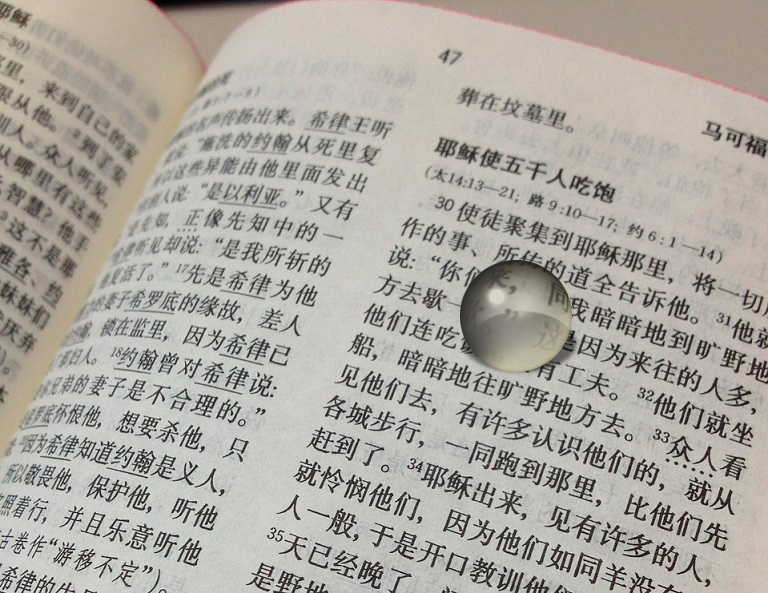 耶稣
—30)
这里，来到自己的家
跟从他。²到了安
训人。众人听见，
从哪里有这些
智慧？他手
³这不是那
雅各、约
妹妹们
厌弃
47
马可福
名声传扬出来。希律王听
说：“施洗的约翰从死里复
这些异能由他里面发出
别人说：“是以利亚。”又有
是先知，正像先知中的一
律听见却说：“是我所斩的
复活了。”¹⁷先是希律为他
妻子希罗底的缘故，差人
锁在监里，因为希律已
那妇人。¹⁸约翰曾对希律说：
你兄弟的妻子是不合理的。”
罗底怀恨他，想要杀他，只
因为希律知道约翰是义人，
所以敬畏他，保护他，听他
照着行，并且乐意听他
古卷作“游移不定”)。
希律的生
葬在坟墓里。
耶稣使五千人吃饱
(太14:13—21；路9:10—17；约6:1—14)
30 使徒聚集到耶稣那里，将一切
作的事、所传的道全告诉他。³¹他就
说：“你们来，同我暗暗地到旷野地
方去歇 这是因为来往的人多，
他们连吃 有工夫。³²他们就坐
船，暗暗地往旷野地方去。³³众人看
见他们去，有许多认识他们的，就从
各城步行，一同跑到那里，比他们先
赶到了。³⁴耶稣出来，见有许多的人，
就怜悯他们，因为他们如同羊没有
人一般，于是开口教训他们
³⁵天已经晚了
是野地